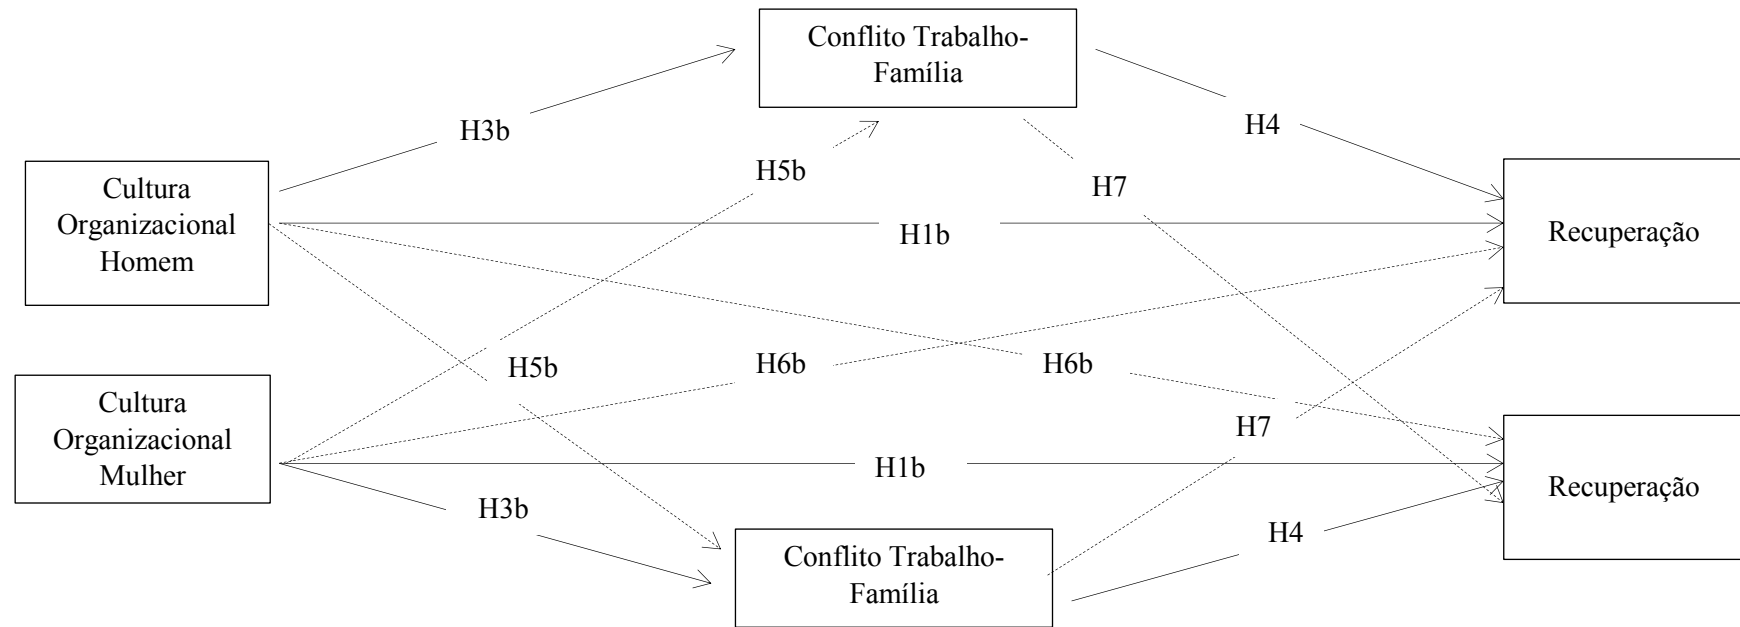 Conflito Trabalho-
Família
H3b
H4
H5b
H7
Cultura
Organizacional
Homem
H1b
Recuperação
H5b
H6b
H6b
Cultura
Organizacional
Mulher
H7
H1b
Recuperação
H3b
H4
Conflito Trabalho-
Família